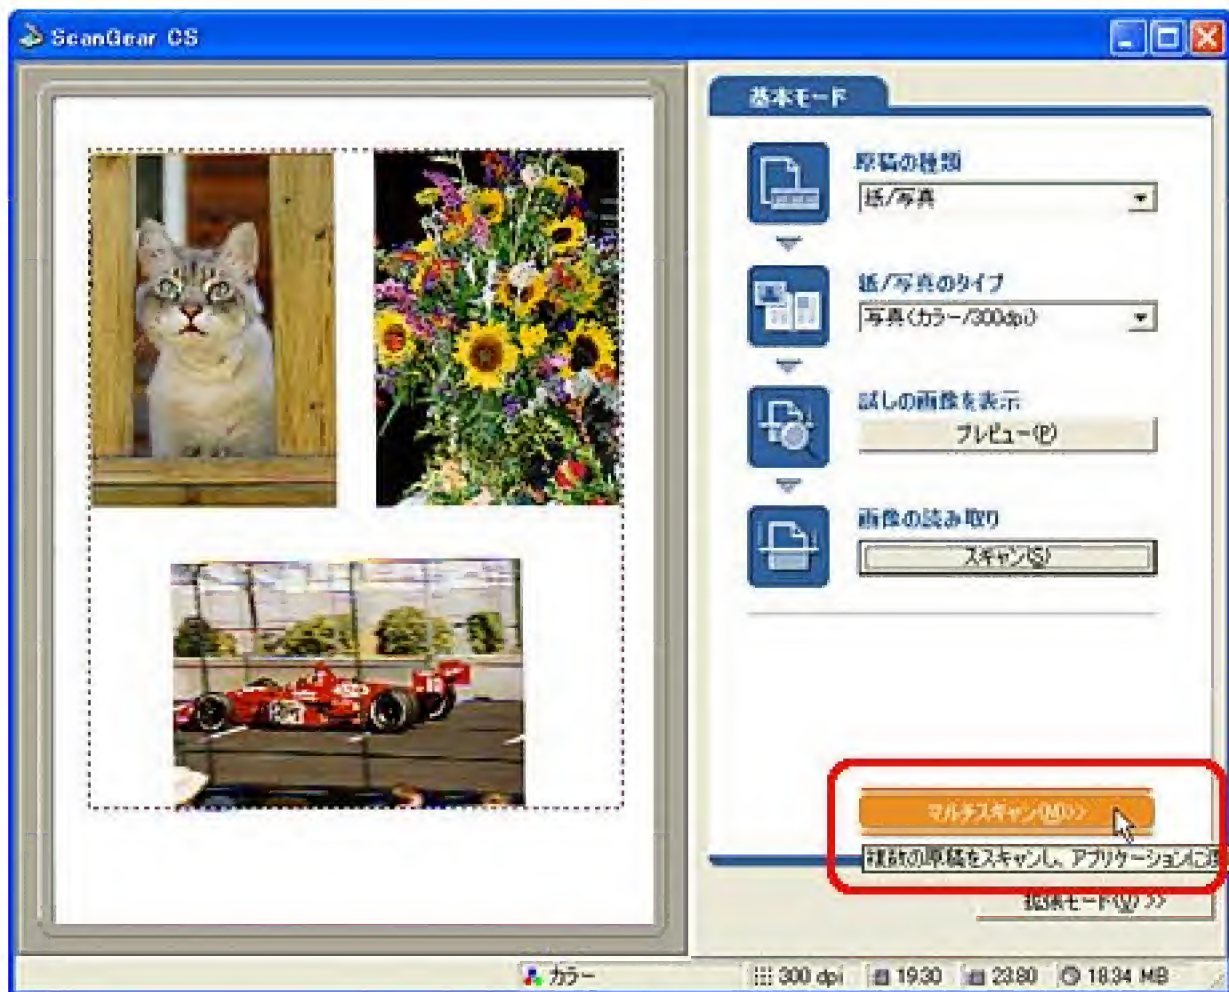 ScanGear CS
基本モード
原稿の種類
紙/写真
紙/写真のタイプ
写真(カラー/300dpi)
試しの画像を表示
プレビュー(P)
画像の読み取り
スキャン(S)
マルチスキャン(M)>>
複数の原稿をスキャンし、アプリケーションに
拡張モード(V) >>
カラー
300 dpi
19.30
23.80
18.34 MB